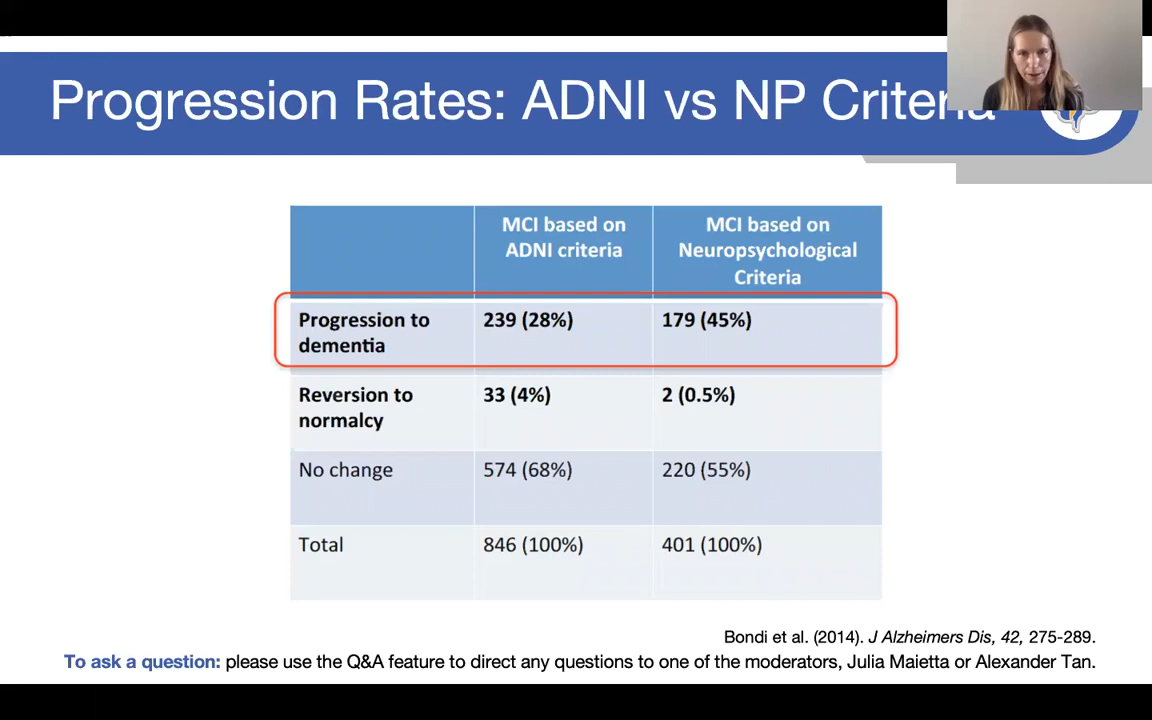 Progression Rates: ADNI vs NP Criteria
MCI based on
ADNI criteria
MCI based on
Neuropsychological
Criteria
Progression to
dementia
239 (28%)
179 (45%)
Reversion to
normalcy
33 (4%)
2 (0.5%)
No change
574 (68%)
220 (55%)
Total
846 (100%)
401 (100%)
Bondi et al. (2014). J Alzheimers Dis, 42, 275-289.
To ask a question: please use the Q&A feature to direct any questions to one of the moderators, Julia Maietta or Alexander Tan.